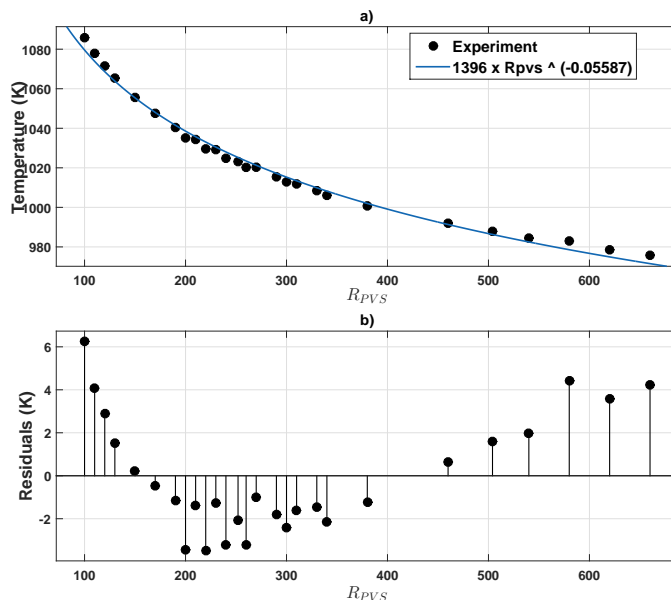 a)
1080
1060
1040
1020
1000
980
Temperature (K)
Experiment
1396 x Rpvs ^ (-0.05587)
100 200 300 400 500 600
R_PVS
b)
6
4
2
0
-2
Residuals (K)
100 200 300 400 500 600
R_PVS